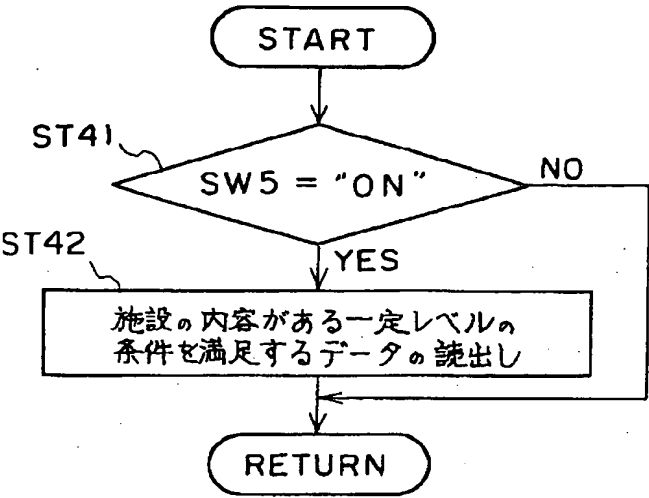 START
ST41
SW5 = "ON"
NO
ST42
YES
施設の内容がある一定レベルの
条件を満足するデータの読出し
RETURN